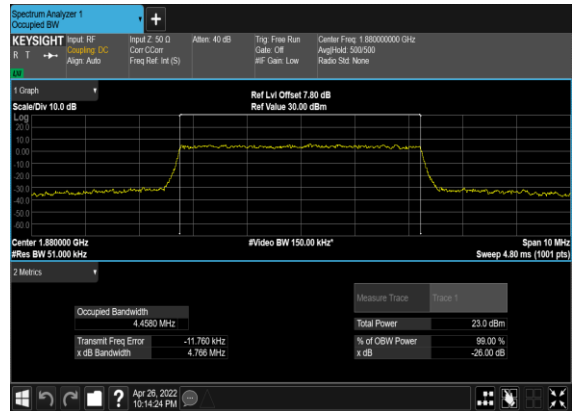 Spectrum Analyzer 1
Occupied BW
+
KEYSIGHT Input: RF Input Z: 50 Ω Atten: 40 dB Trig: Free Run Center Freq: 1.880000000 GHz
R T Coupling: DC Corr CCorr Gate: Off Avg|Hold: 500/500
Align: Auto Freq Ref: Int (S) #IF Gain: Low Radio Std: None
1 Graph
Ref Lvl Offset 7.80 dB
Scale/Div 10.0 dB Ref Value 30.00 dBm
Log
20.0
10.0
0.00
-10.0
-20.0
-30.0
-40.0
-50.0
-60.0
Center 1.880000 GHz #Video BW 150.00 kHz* Span 10 MHz
#Res BW 51.000 kHz Sweep 4.80 ms (1001 pts)
2 Metrics
Measure Trace Trace 1
Occupied Bandwidth
4.4580 MHz Total Power 23.0 dBm
Transmit Freq Error -11.760 kHz % of OBW Power 99.00 %
x dB Bandwidth 4.766 MHz x dB -26.00 dB
? Apr 26, 2022
10:14:24 PM